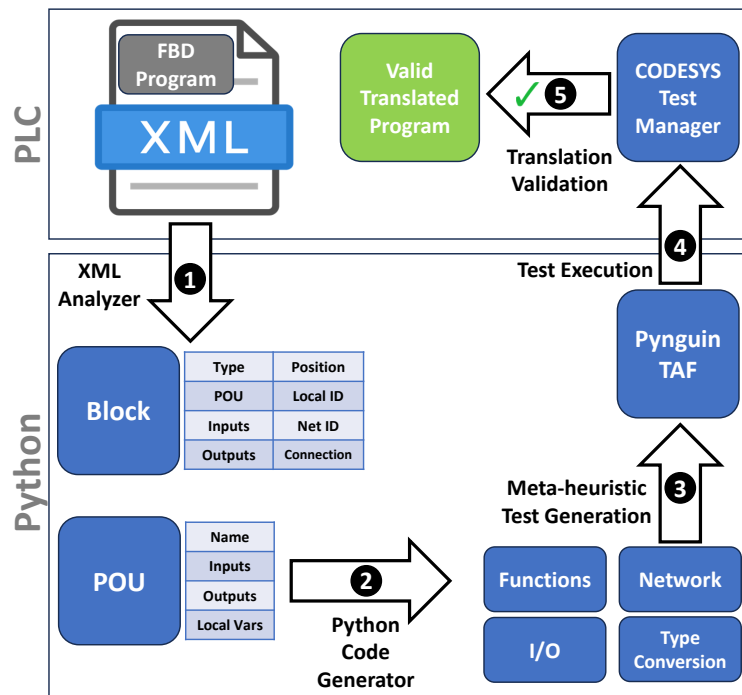 PLC
FBD
Program
XML
Valid
Translated
Program
✓ 5
CODESYS
Test
Manager
Translation
Validation
4
Test Execution
Python
XML
Analyzer
1
Block
Type Position
POU Local ID
Inputs Net ID
Outputs Connection
Pynguin
TAF
Meta-heuristic
Test Generation
3
POU
Name
Inputs
Outputs
Local Vars
2
Python
Code
Generator
Functions
Network
I/O
Type
Conversion